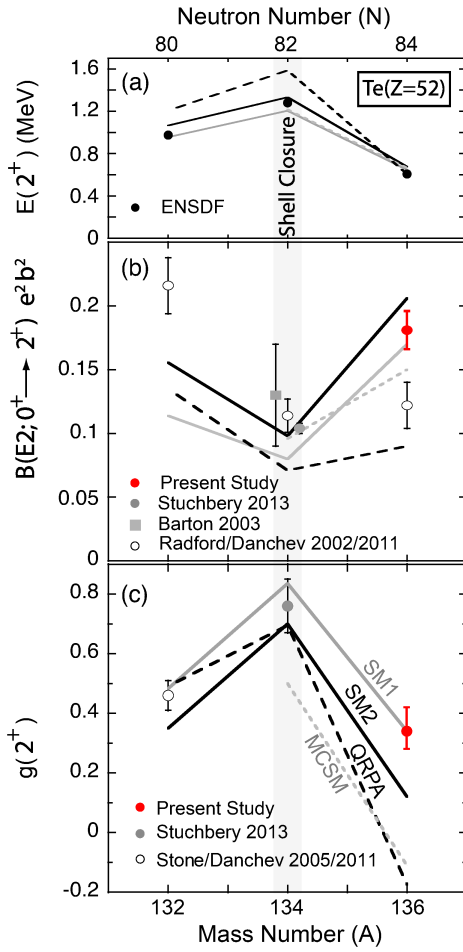 Neutron Number (N)
80 82 84
(a)
Te(Z=52)
1.6
1.2
0.8
0.4
0
E(2⁺) (MeV)
ENSDF
Shell Closure
(b)
0.2
0.15
0.1
0.05
0
B(E2; 0⁺ → 2⁺) e²b²
Present Study
Stuchbery 2013
Barton 2003
Radford/Danchev 2002/2011
(c)
0.8
0.6
0.4
0.2
0
-0.2
g(2⁺)
SM1
SM2
QRPA
MCSM
Present Study
Stuchbery 2013
Stone/Danchev 2005/2011
132 134 136
Mass Number (A)